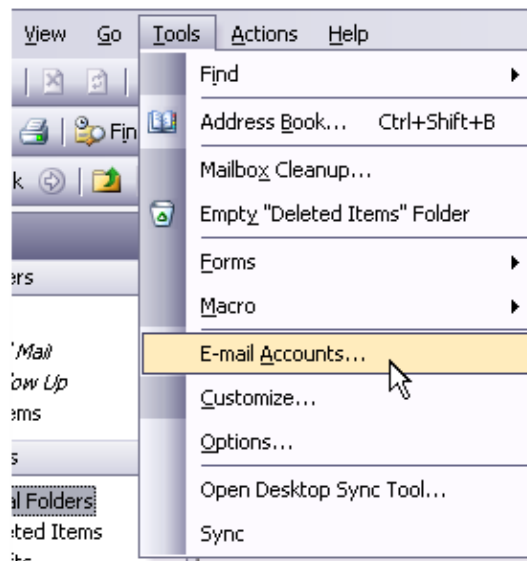 View Go Tools Actions Help
Find
Fin
Address Book... Ctrl+Shift+B
k
Mailbox Cleanup...
Empty "Deleted Items" Folder
Forms
ers
Macro
Mail
E-mail Accounts...
ow Up
Customize...
ems
Options...
s
Open Desktop Sync Tool...
al Folders
ted Items
Sync